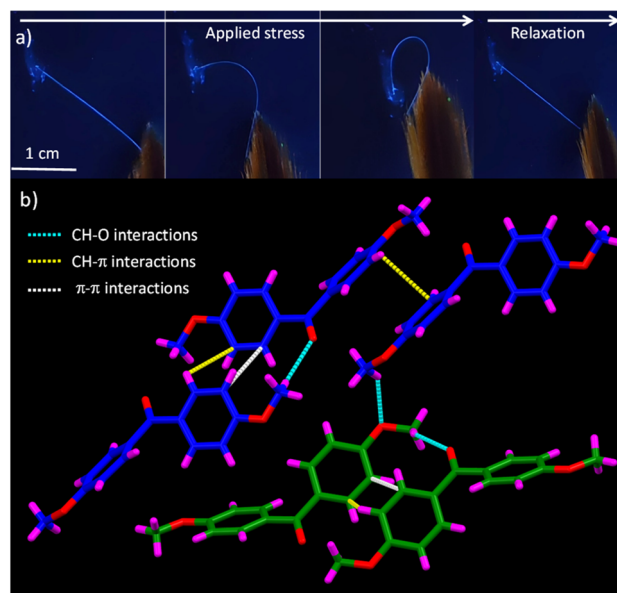 Applied stress
Relaxation
a)
1 cm
b)
CH-O interactions
CH-π interactions
π-π interactions